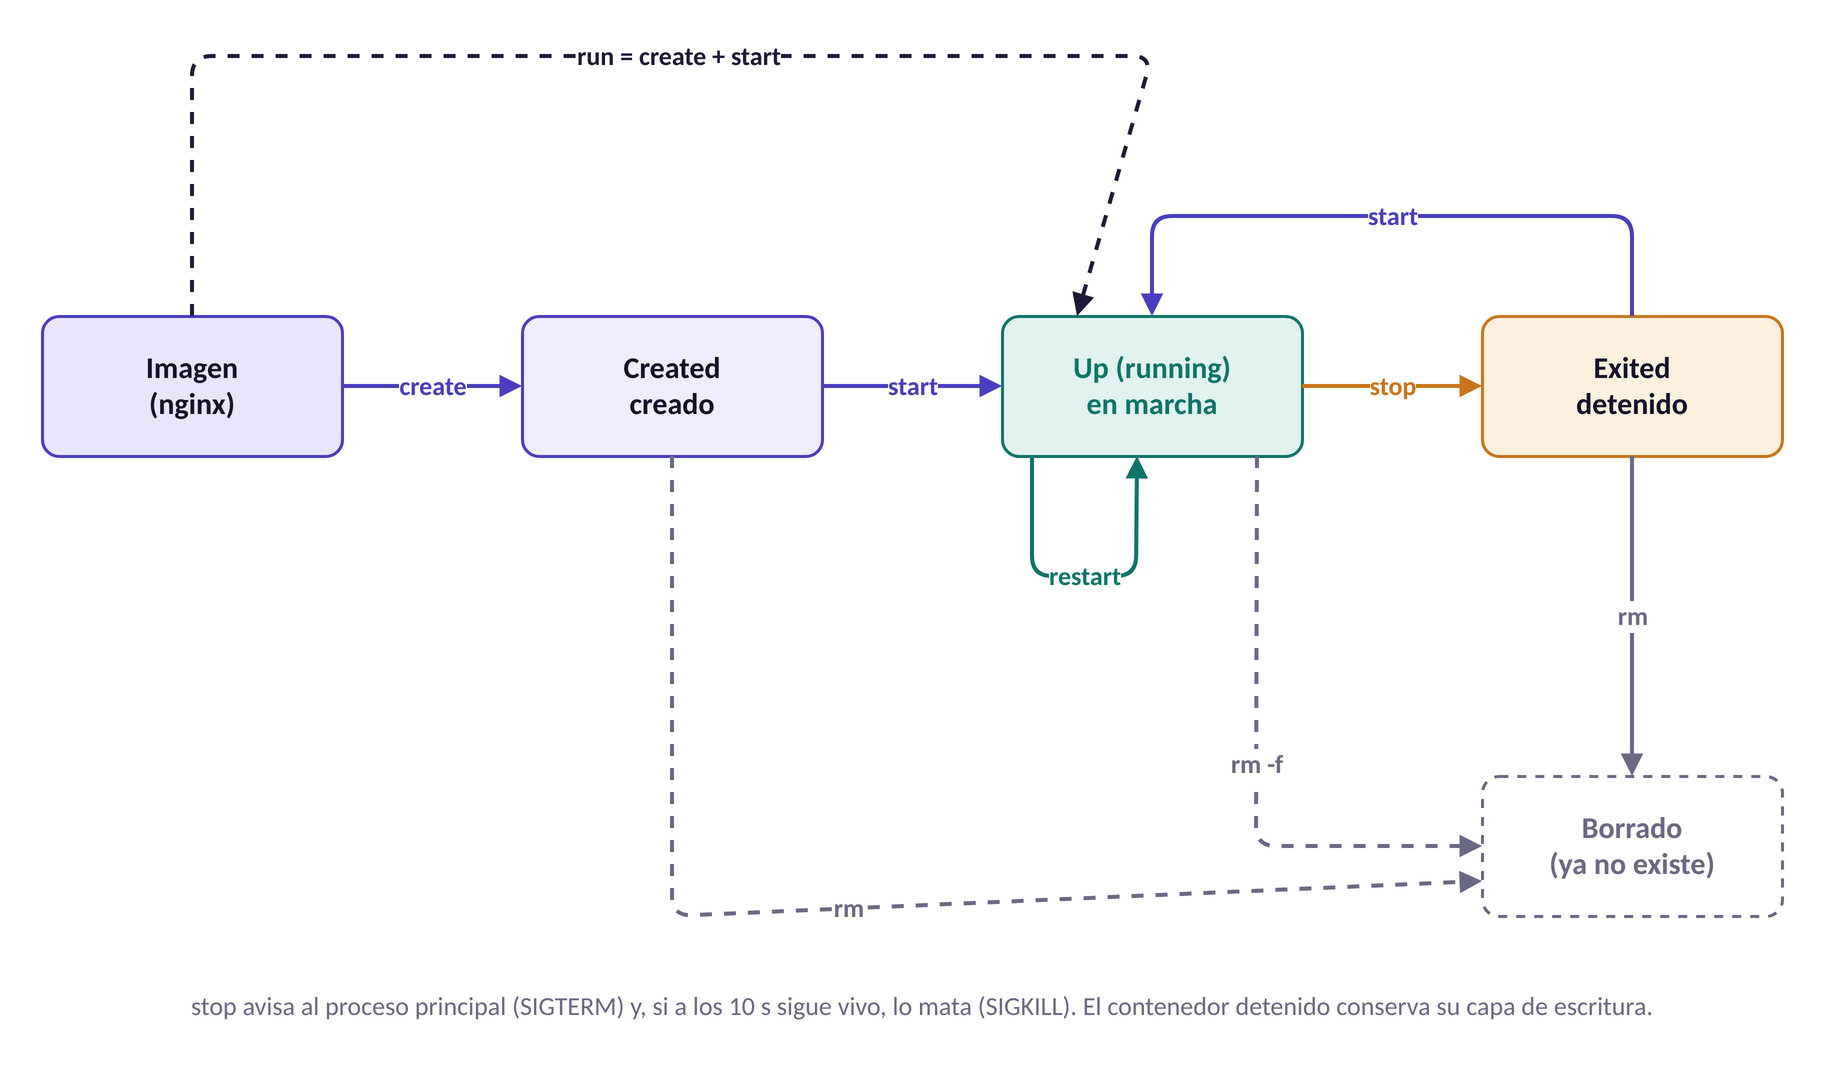 run = create + start
start
Imagen
(nginx)
create
Created
creado
start
Up (running)
en marcha
stop
Exited
detenido
restart
rm
rm -f
Borrado
(ya no existe)
rm
stop avisa al proceso principal (SIGTERM) y, si a los 10 s sigue vivo, lo mata (SIGKILL). El contenedor detenido conserva su capa de escritura.